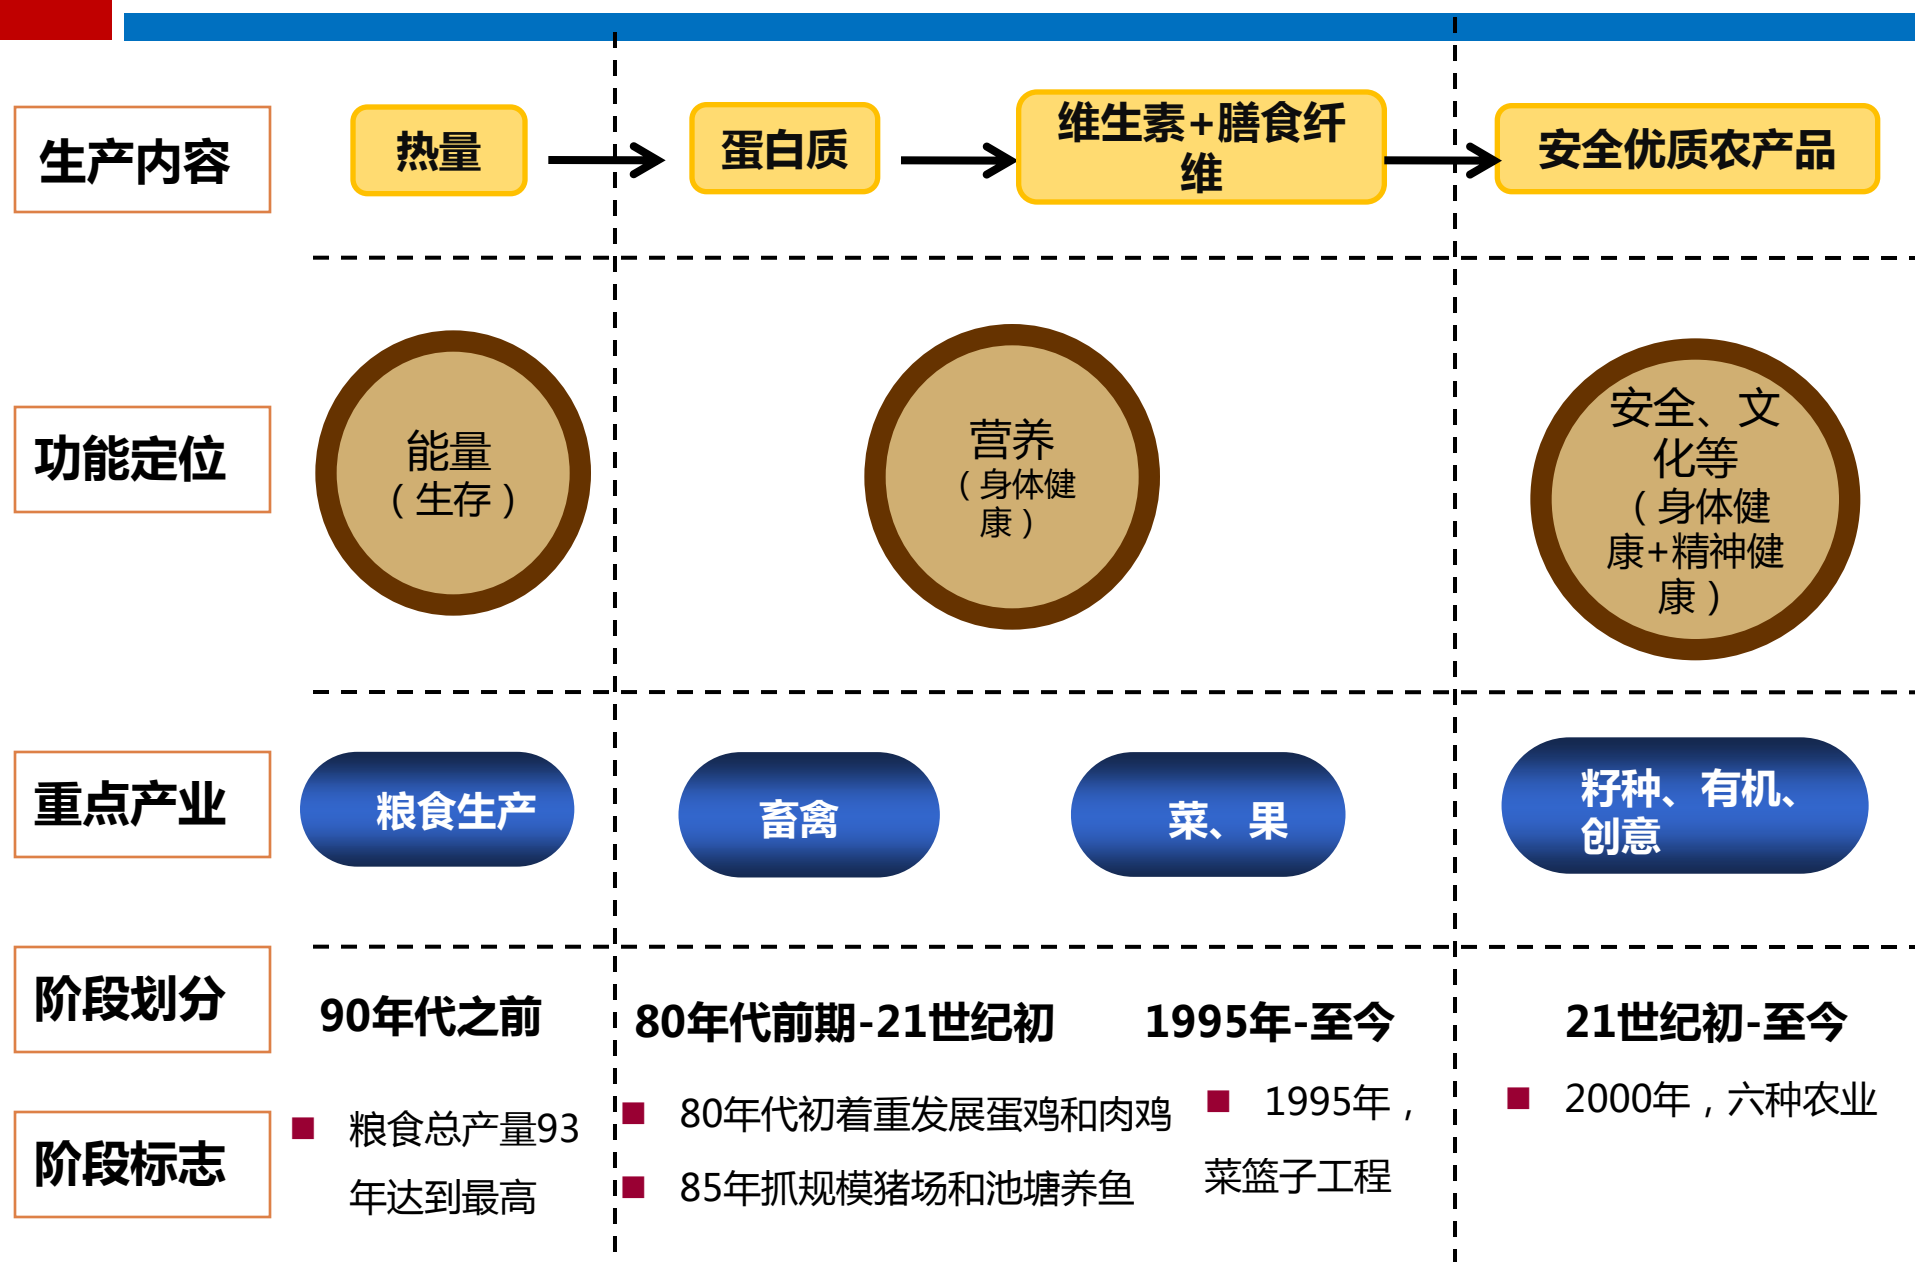 生产内容
热量
蛋白质
维生素+膳食纤
维
安全优质农产品
功能定位
能量
（生存）
营养
（身体健
康）
安全、文
化等
（身体健
康+精神健
康）
重点产业
粮食生产
畜禽
菜、果
籽种、有机、
创意
阶段划分
90年代之前
80年代前期-21世纪初
1995年-至今
21世纪初-至今
阶段标志
粮食总产量93
年达到最高
80年代初着重发展蛋鸡和肉鸡
85年抓规模猪场和池塘养鱼
1995年，
菜篮子工程
2000年，六种农业